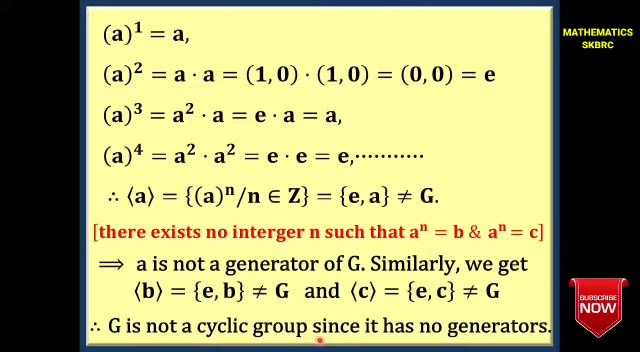 MATHEMATICS
SKBRC
(a)¹ = a,
(a)² = a · a = (1, 0) · (1, 0) = (0, 0) = e
(a)³ = a² · a = e · a = a,
(a)⁴ = a² · a² = e · e = e,···········
∴ ⟨a⟩ = {(a)ⁿ/n ∈ Z} = {e, a} ≠ G.
[there exists no interger n such that aⁿ = b & aⁿ = c]
⟹ a is not a generator of G. Similarly, we get
⟨b⟩ = {e, b} ≠ G and ⟨c⟩ = {e, c} ≠ G
∴ G is not a cyclic group since it has no generators.
SUBSCRIBE
NOW